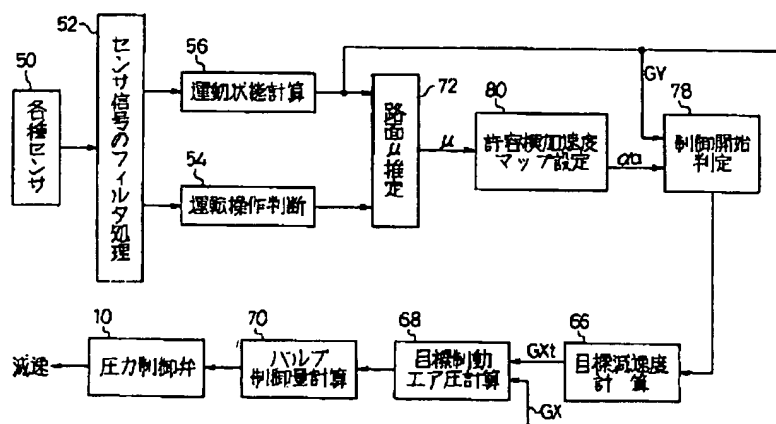 52
50
各種センサ
センサ信号のフィルタ処理
56
運動状態計算
54
運転操作判断
路面μ推定
72
μ
80
許容横加速度
マップ設定
αa
GY
78
制御開始
判定
10
減速
圧力制御弁
70
バルブ
制御量計算
68
目標制動
エア圧計算
GXt
GX
66
目標減速度
計算